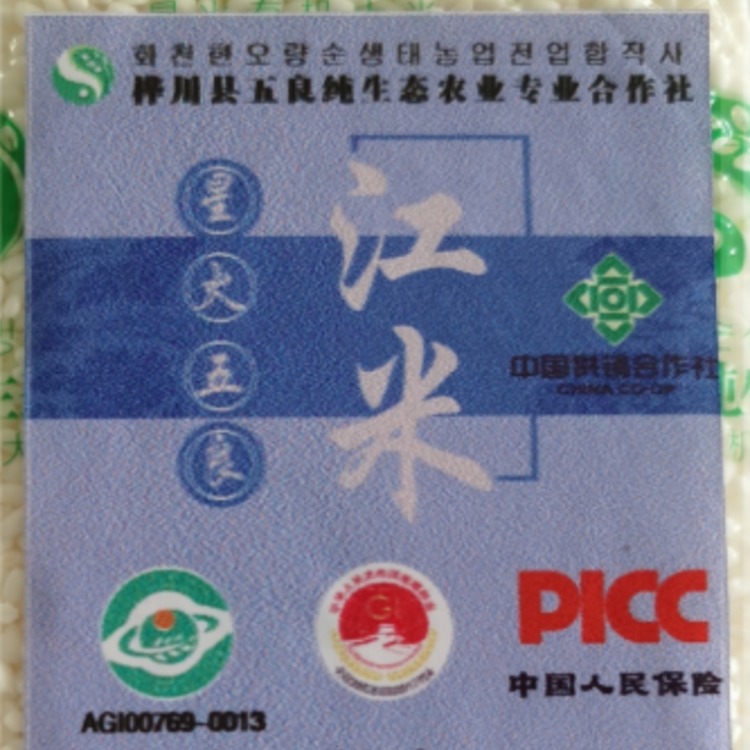 화천현오량순생태농업전업합작사
桦川县五良纯生态农业专业合作社
星火五良
江米
中国供销合作社
CHINA CO-OP
AGI00769-0013
PICC
中国人民保险